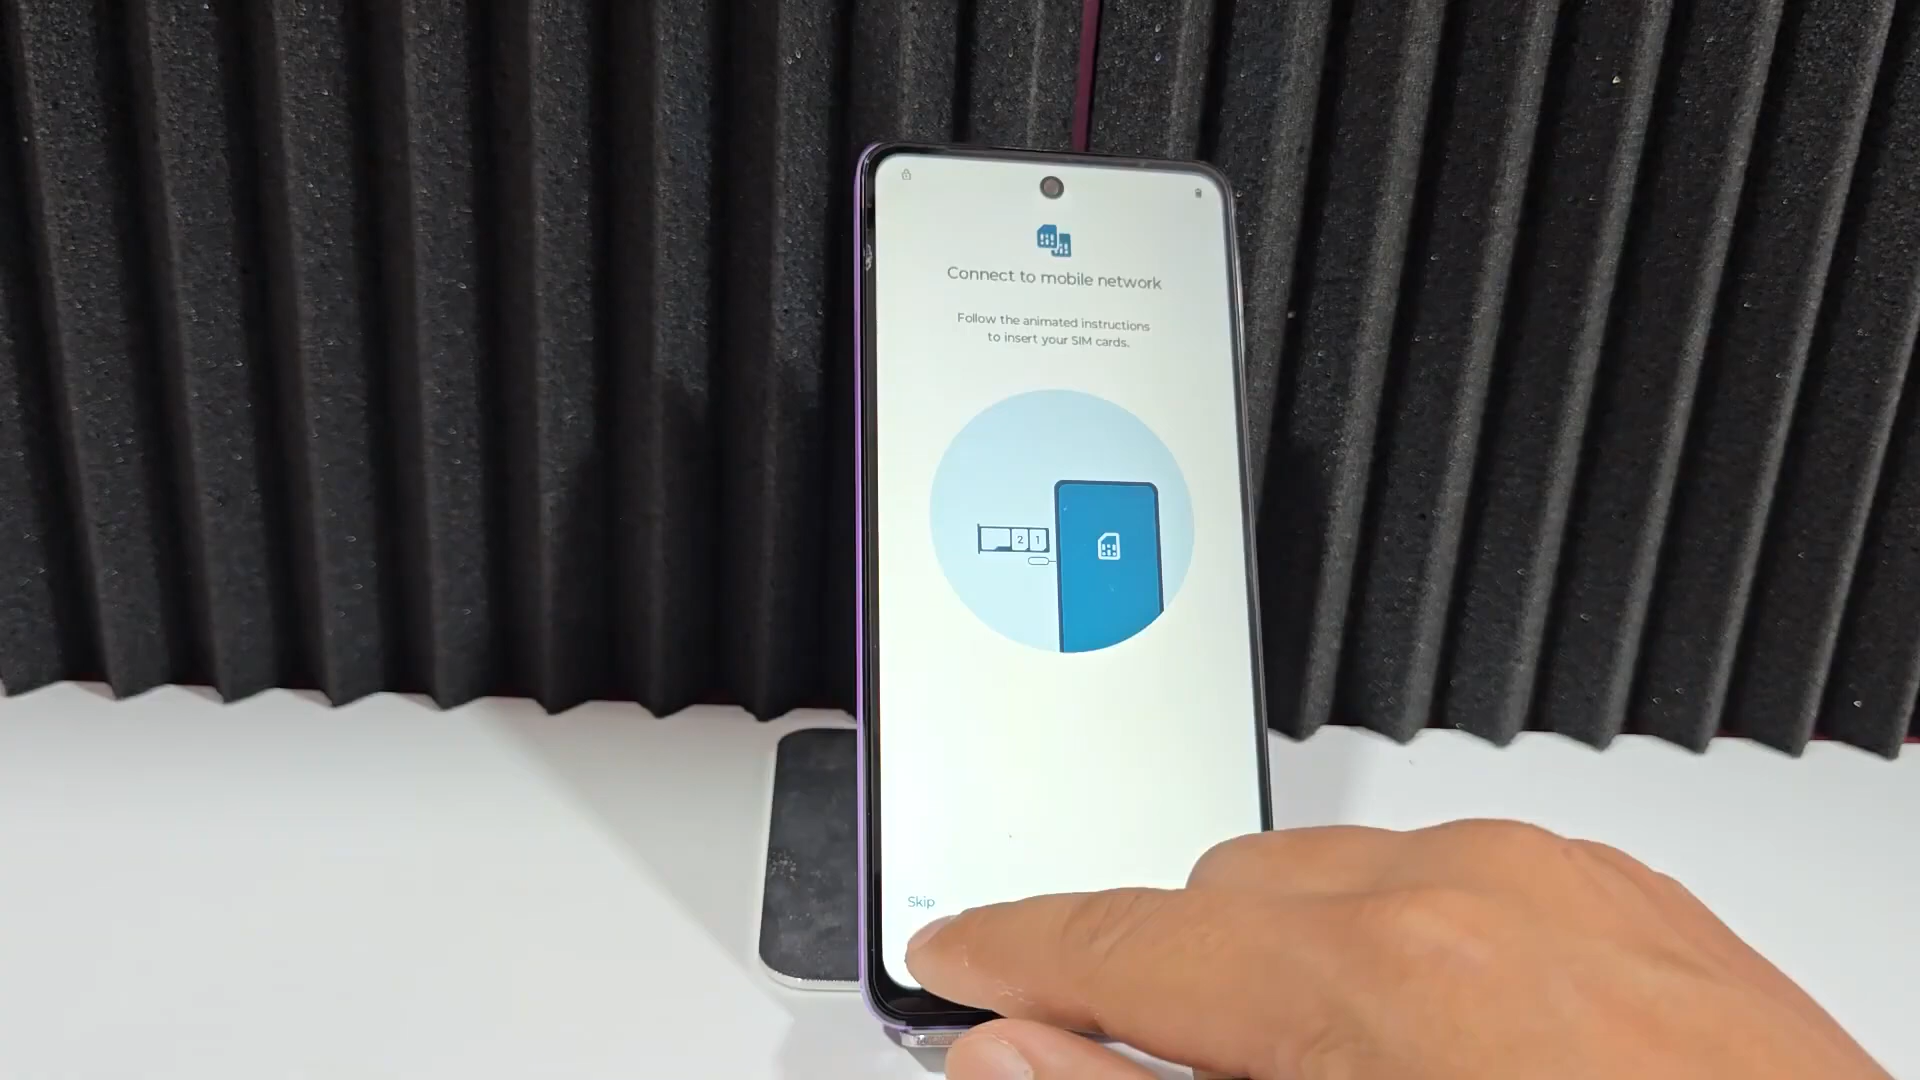 Connect to mobile network
Follow the animated instructions
to insert your SIM cards.
2 1
Skip